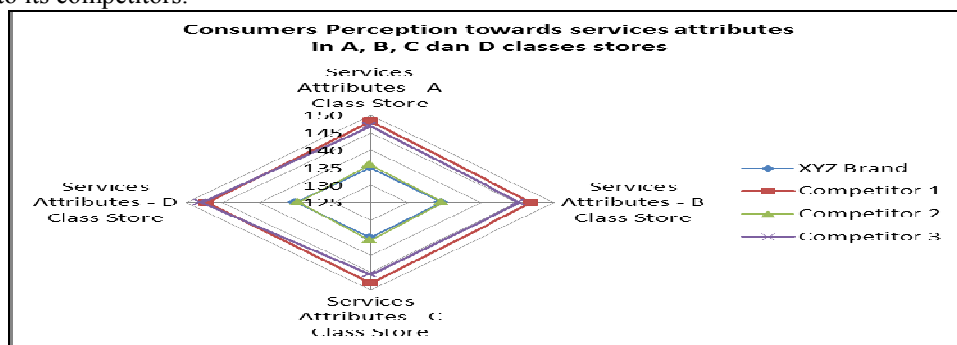 to its competitors.
Consumers Perception towards services attributes
In A, B, C dan D classes stores
Services
Attributes - A
Class Store
150
145
140
135
130
125
Services
Attributes - D
Class Store
Services
Attributes - B
Class Store
Services
Attributes - C
Class Store
XYZ Brand
Competitor 1
Competitor 2
Competitor 3